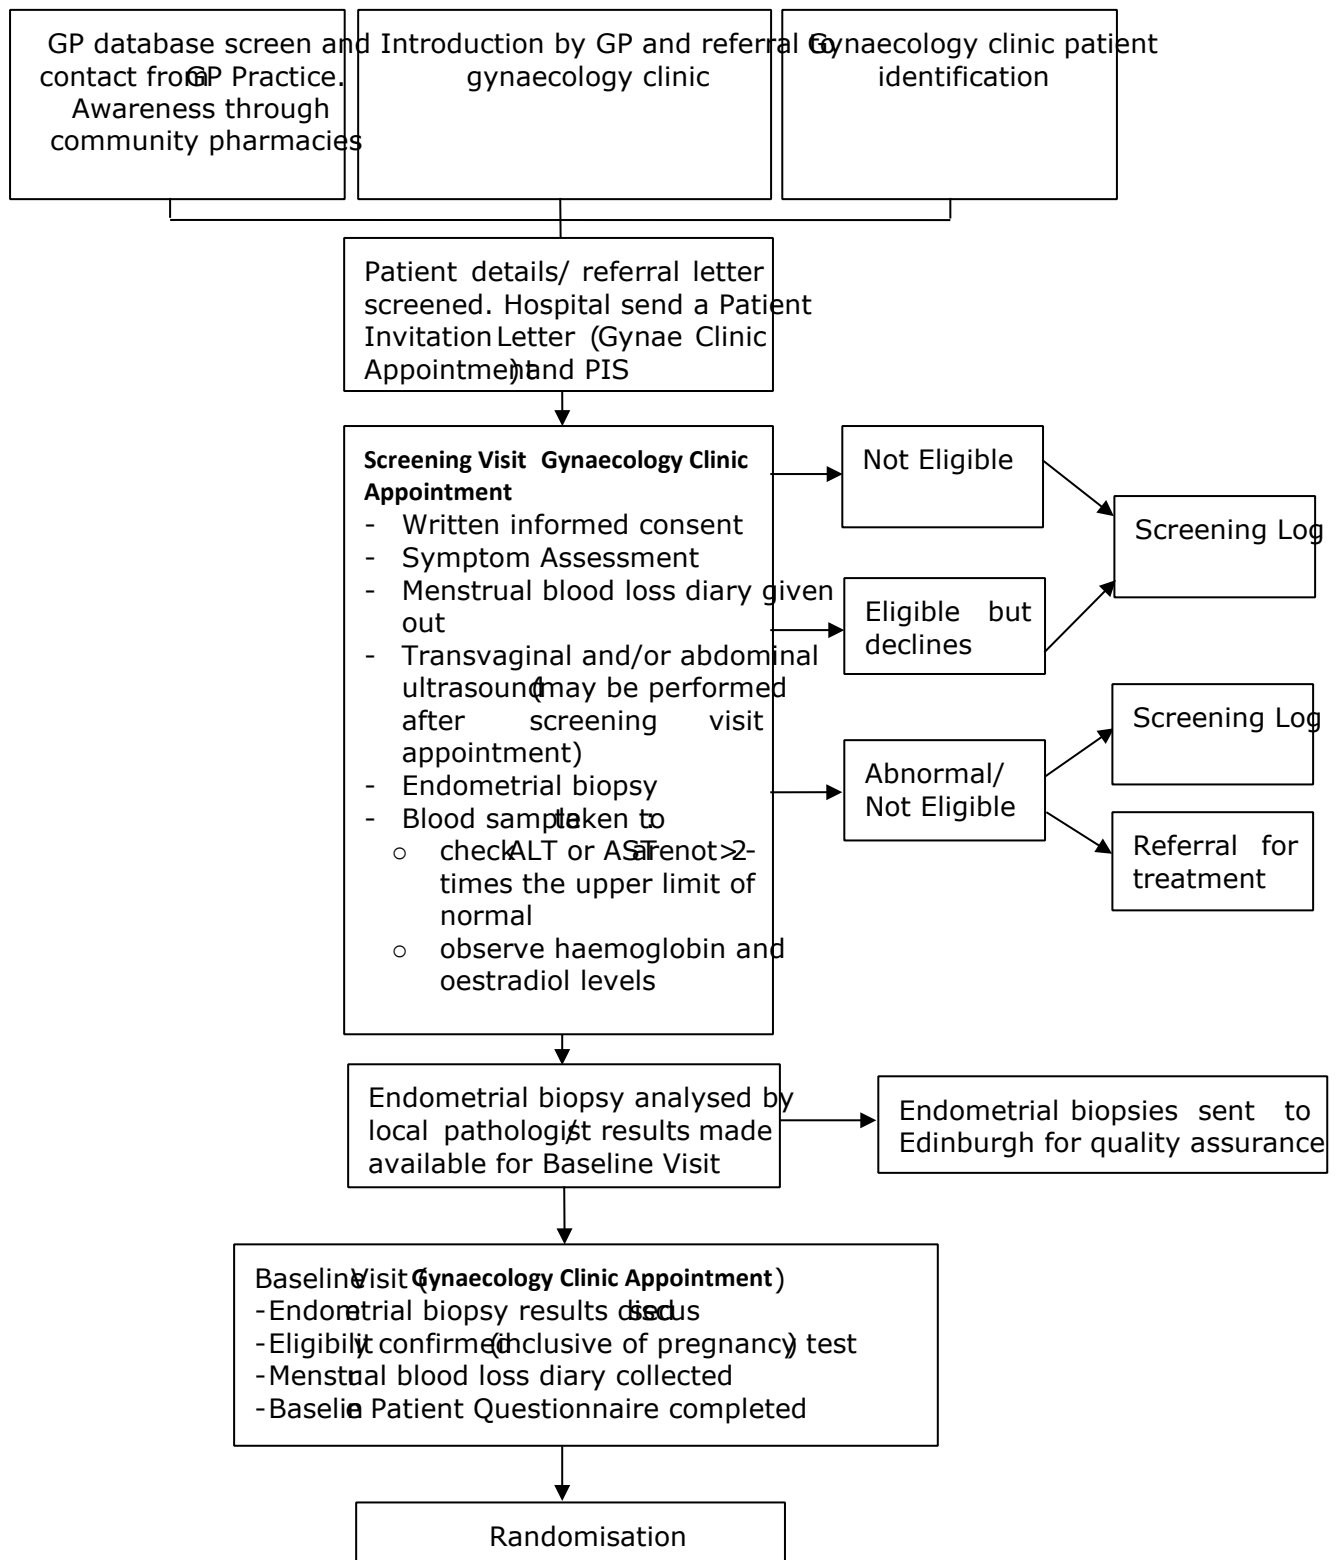 GP database screen and
contact from GP Practice.
Awareness through
community pharmacies
Introduction by GP and referral to
gynaecology clinic
Gynaecology clinic patient
identification
Patient details/ referral letter
screened. Hospital send a Patient
Invitation Letter (Gynae Clinic
Appointment) and PIS
Screening Visit Gynaecology Clinic
Appointment
- Written informed consent
- Symptom Assessment
- Menstrual blood loss diary given
out
- Transvaginal and/or abdominal
ultrasound (may be performed
after screening visit
appointment)
- Endometrial biopsy
- Blood sample taken to:
o check ALT or AST are not >2-
times the upper limit of
normal
o observe haemoglobin and
oestradiol levels
Not Eligible
Screening Log
Eligible but
declines
Screening Log
Abnormal/
Not Eligible
Referral for
treatment
Endometrial biopsy analysed by
local pathologist/ results made
available for Baseline Visit
Endometrial biopsies sent to
Edinburgh for quality assurance
Baseline Visit (Gynaecology Clinic Appointment)
-Endometrial biopsy results discussed
-Eligibility confirmed (inclusive of pregnancy test)
-Menstrual blood loss diary collected
-Baseline Patient Questionnaire completed
Randomisation